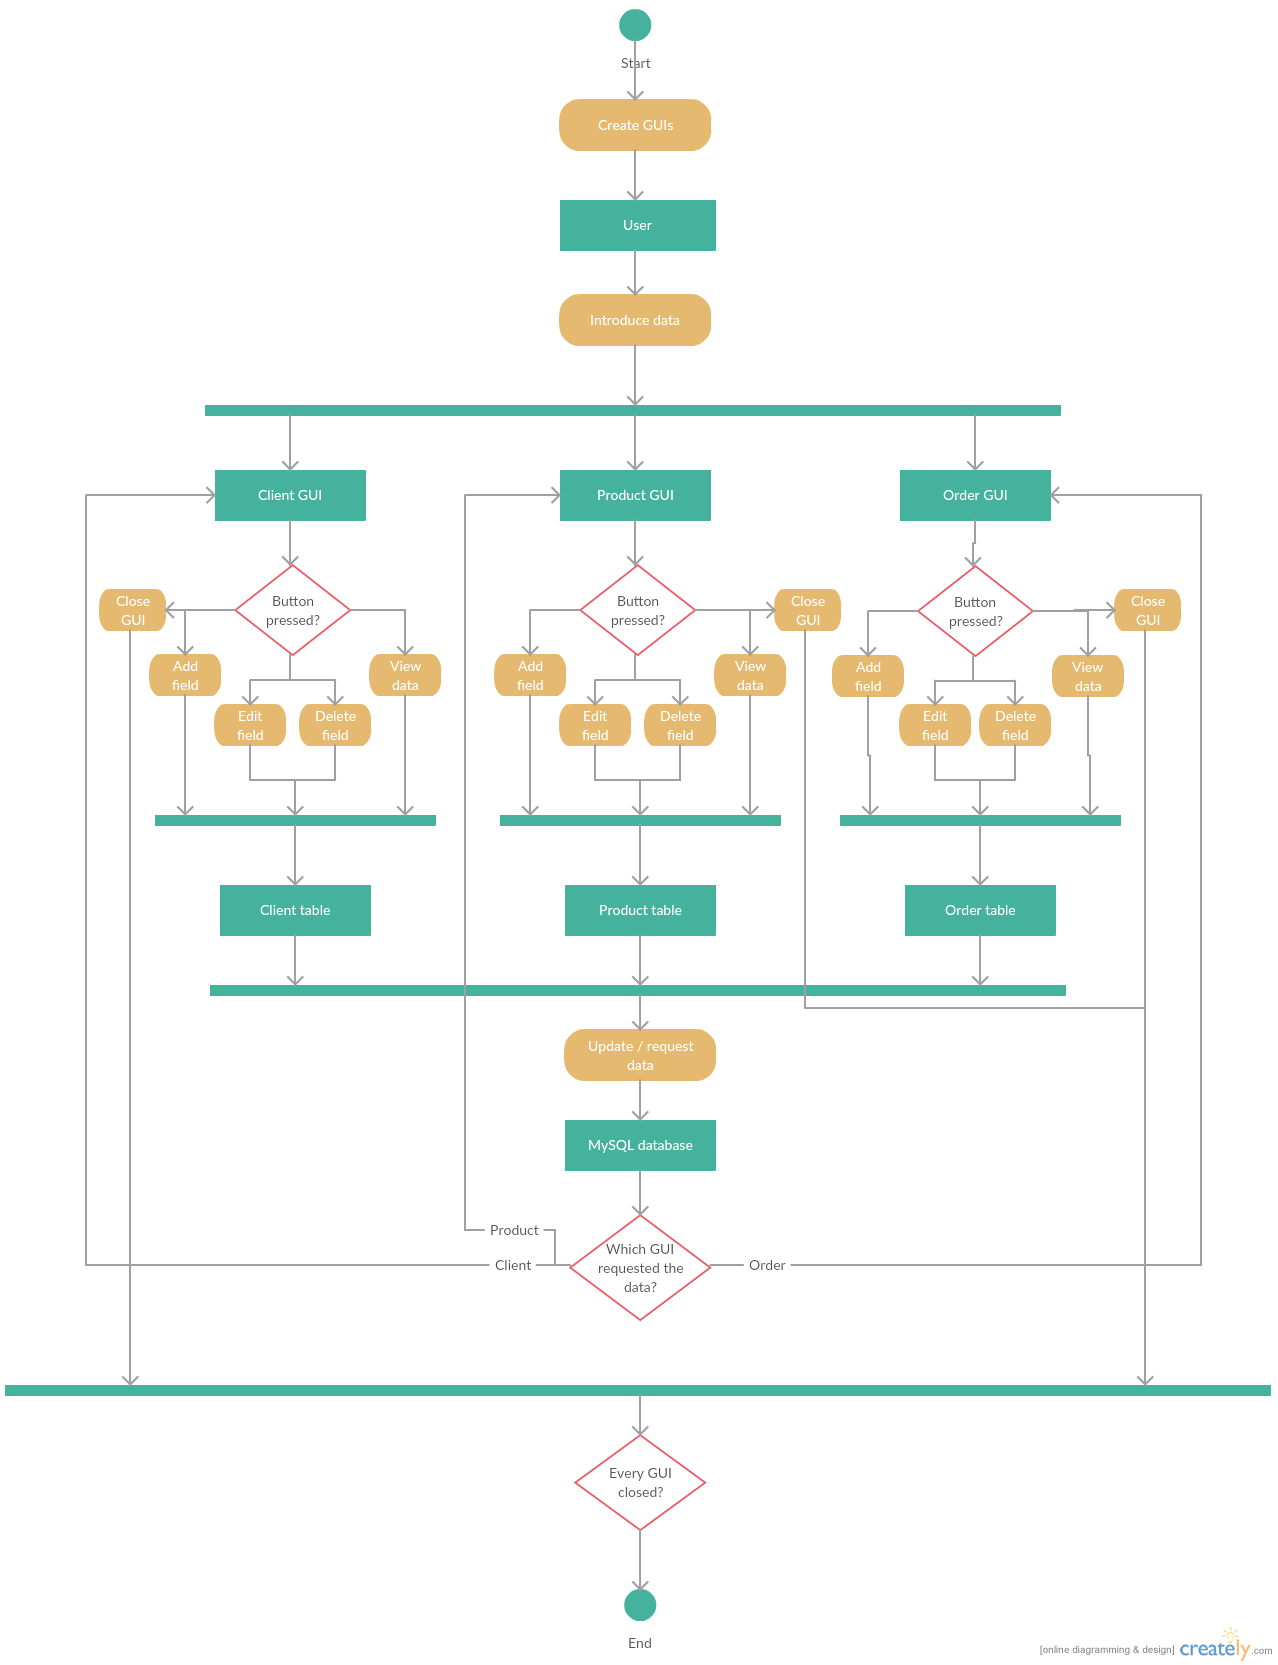 Start
Create GUIs
User
Introduce data
Client GUI
Product GUI
Order GUI
Close
GUI
Button
pressed?
Add
field
View
data
Edit
field
Delete
field
Button
pressed?
Close
GUI
Add
field
View
data
Edit
field
Delete
field
Button
pressed?
Close
GUI
Add
field
View
data
Edit
field
Delete
field
Client table
Product table
Order table
Update / request
data
MySQL database
Product
Client
Which GUI
requested the
data?
Order
Every GUI
closed?
End
[online diagramming & design] creately.com